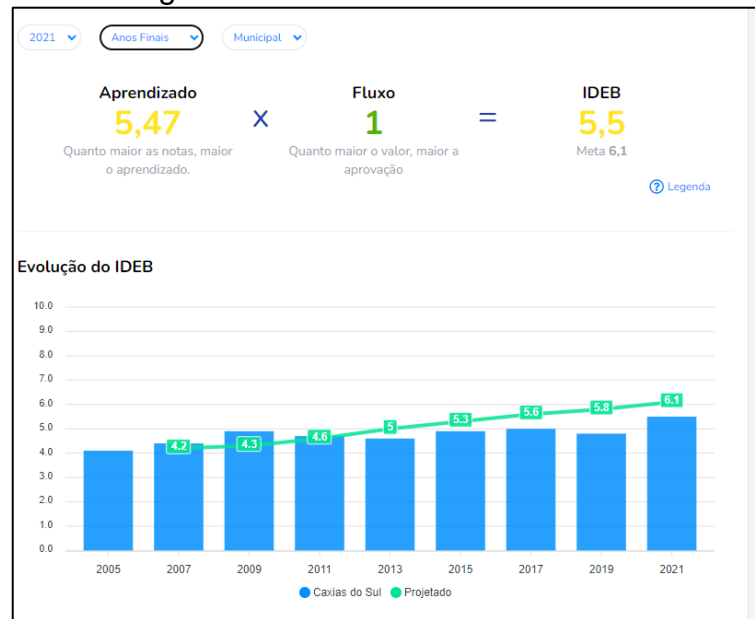 2021 Anos Finais Municipal
Aprendizado Fluxo IDEB
5,47 X 1 = 5,5
Quanto maior as notas, maior Quanto maior o valor, maior a Meta 6,1
o aprendizado. aprovação
? Legenda
Evolução do IDEB
10.0
9.0
8.0
7.0
6.0
5.0
4.0
3.0
2.0
1.0
0.0
4.2 4.3 4.6 5 5.3 5.6 5.8 6.1
2005 2007 2009 2011 2013 2015 2017 2019 2021
Caxias do Sul Projetado